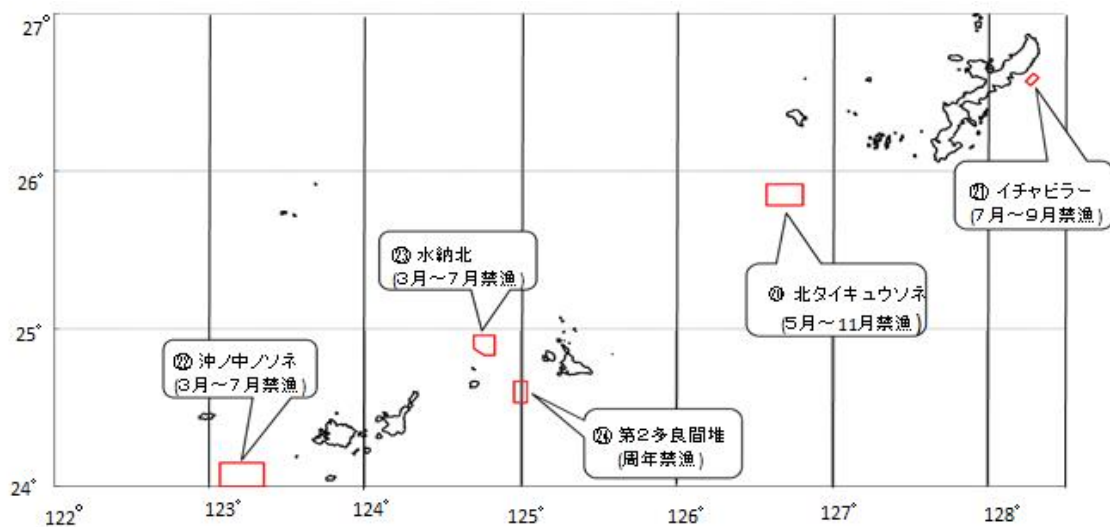 27°
26°
25°
24°
122°
123°
124°
125°
126°
127°
128°
㉑ イチャビラー
(7月～9月禁漁)
⑳ 北タイキュウソネ
(5月～11月禁漁)
㉓ 水納北
(3月～7月禁漁)
㉒ 沖ノ中ノソネ
(3月～7月禁漁)
㉔ 第2多良間堆
(周年禁漁)